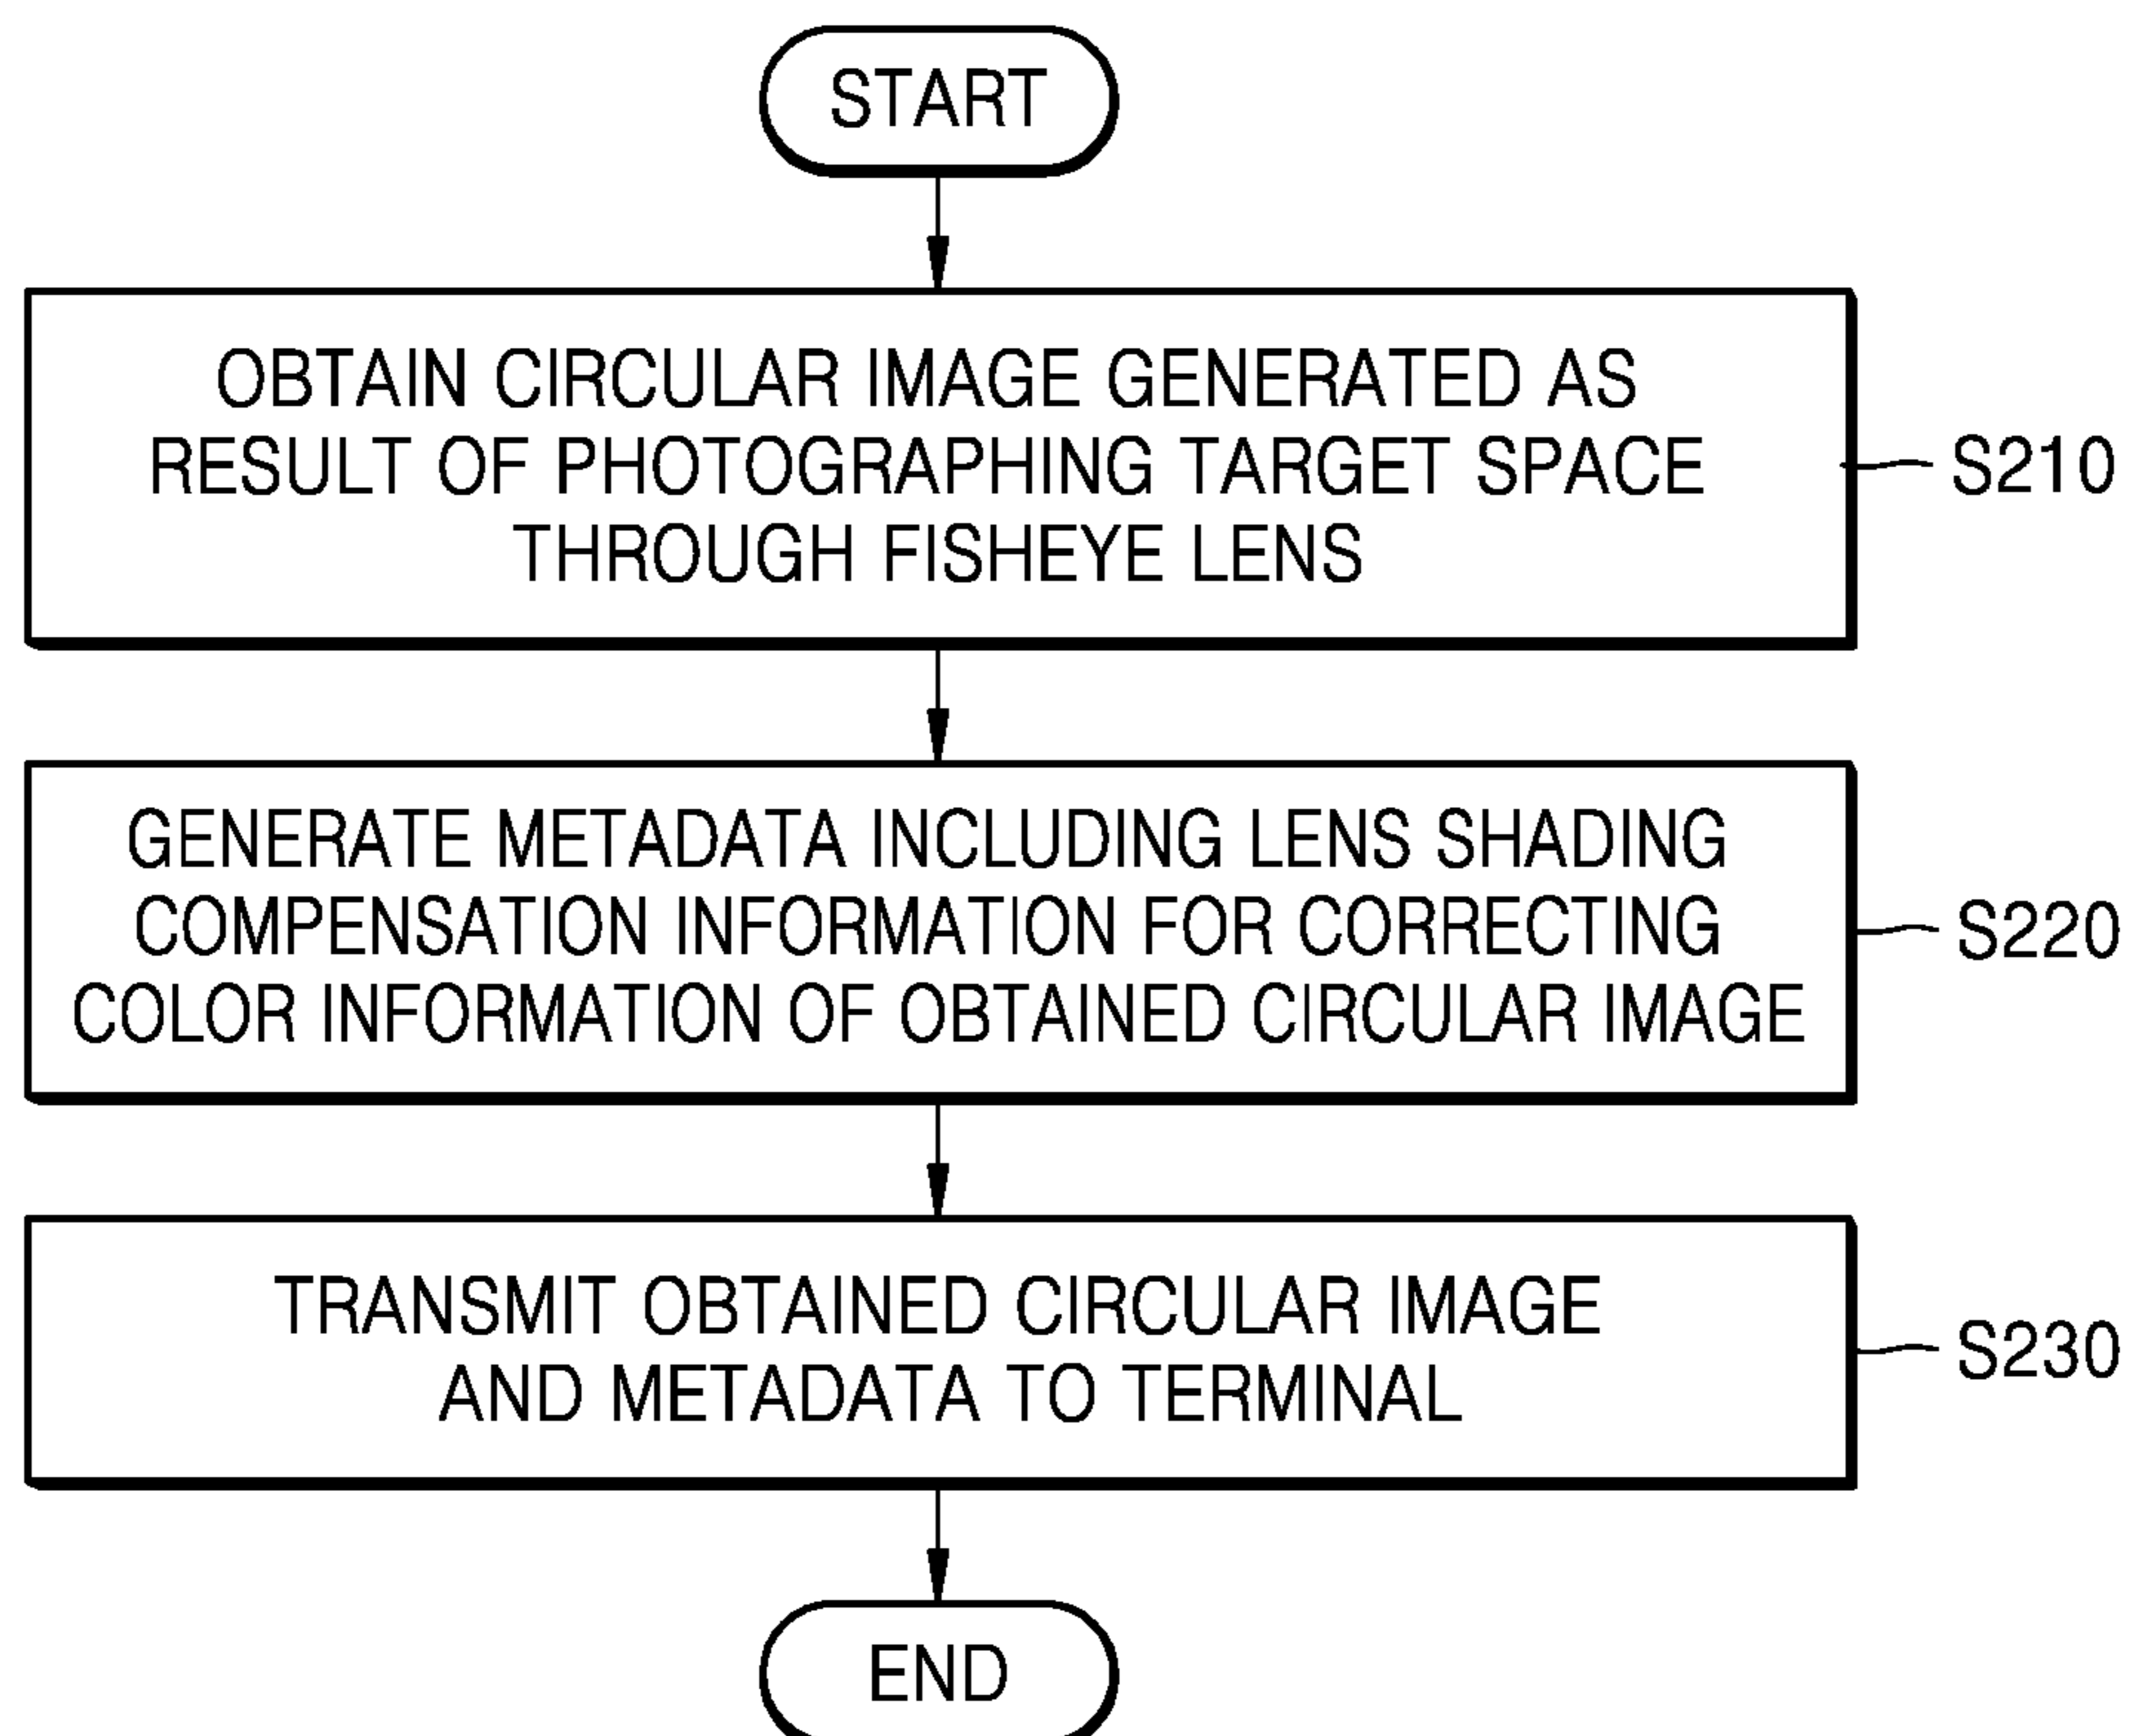 START
OBTAIN CIRCULAR IMAGE GENERATED AS
RESULT OF PHOTOGRAPHING TARGET SPACE
THROUGH FISHEYE LENS
S210
GENERATE METADATA INCLUDING LENS SHADING
COMPENSATION INFORMATION FOR CORRECTING
COLOR INFORMATION OF OBTAINED CIRCULAR IMAGE
S220
TRANSMIT OBTAINED CIRCULAR IMAGE
AND METADATA TO TERMINAL
S230
END